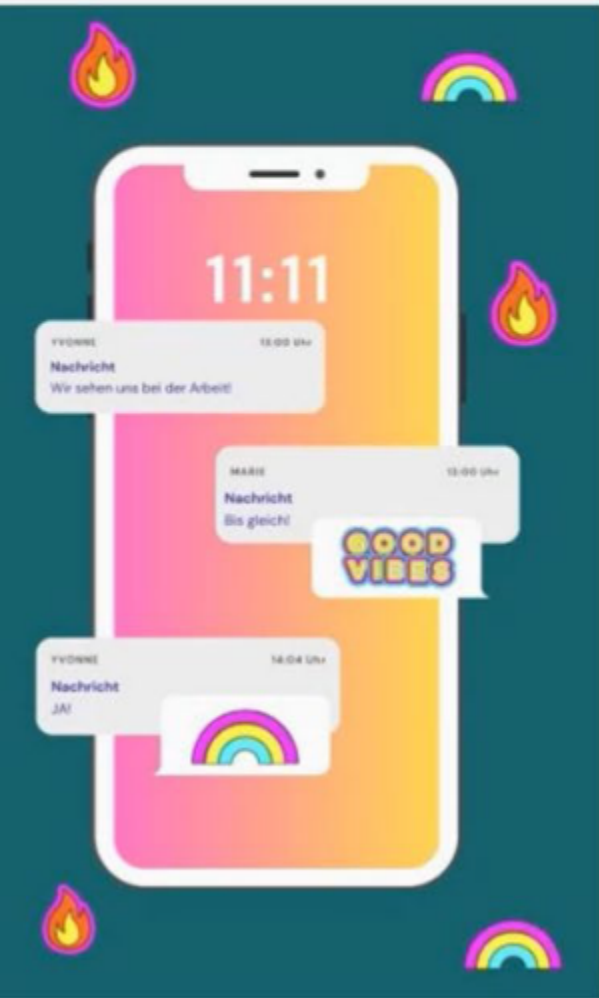 11:11
YVONNE 13:00 Uhr
Nachricht
Wir sehen uns bei der Arbeit!
MARIE 13:00 Uhr
Nachricht
Bis gleich!
GOOD
VIBES
YVONNE 14:04 Uhr
Nachricht
JA!